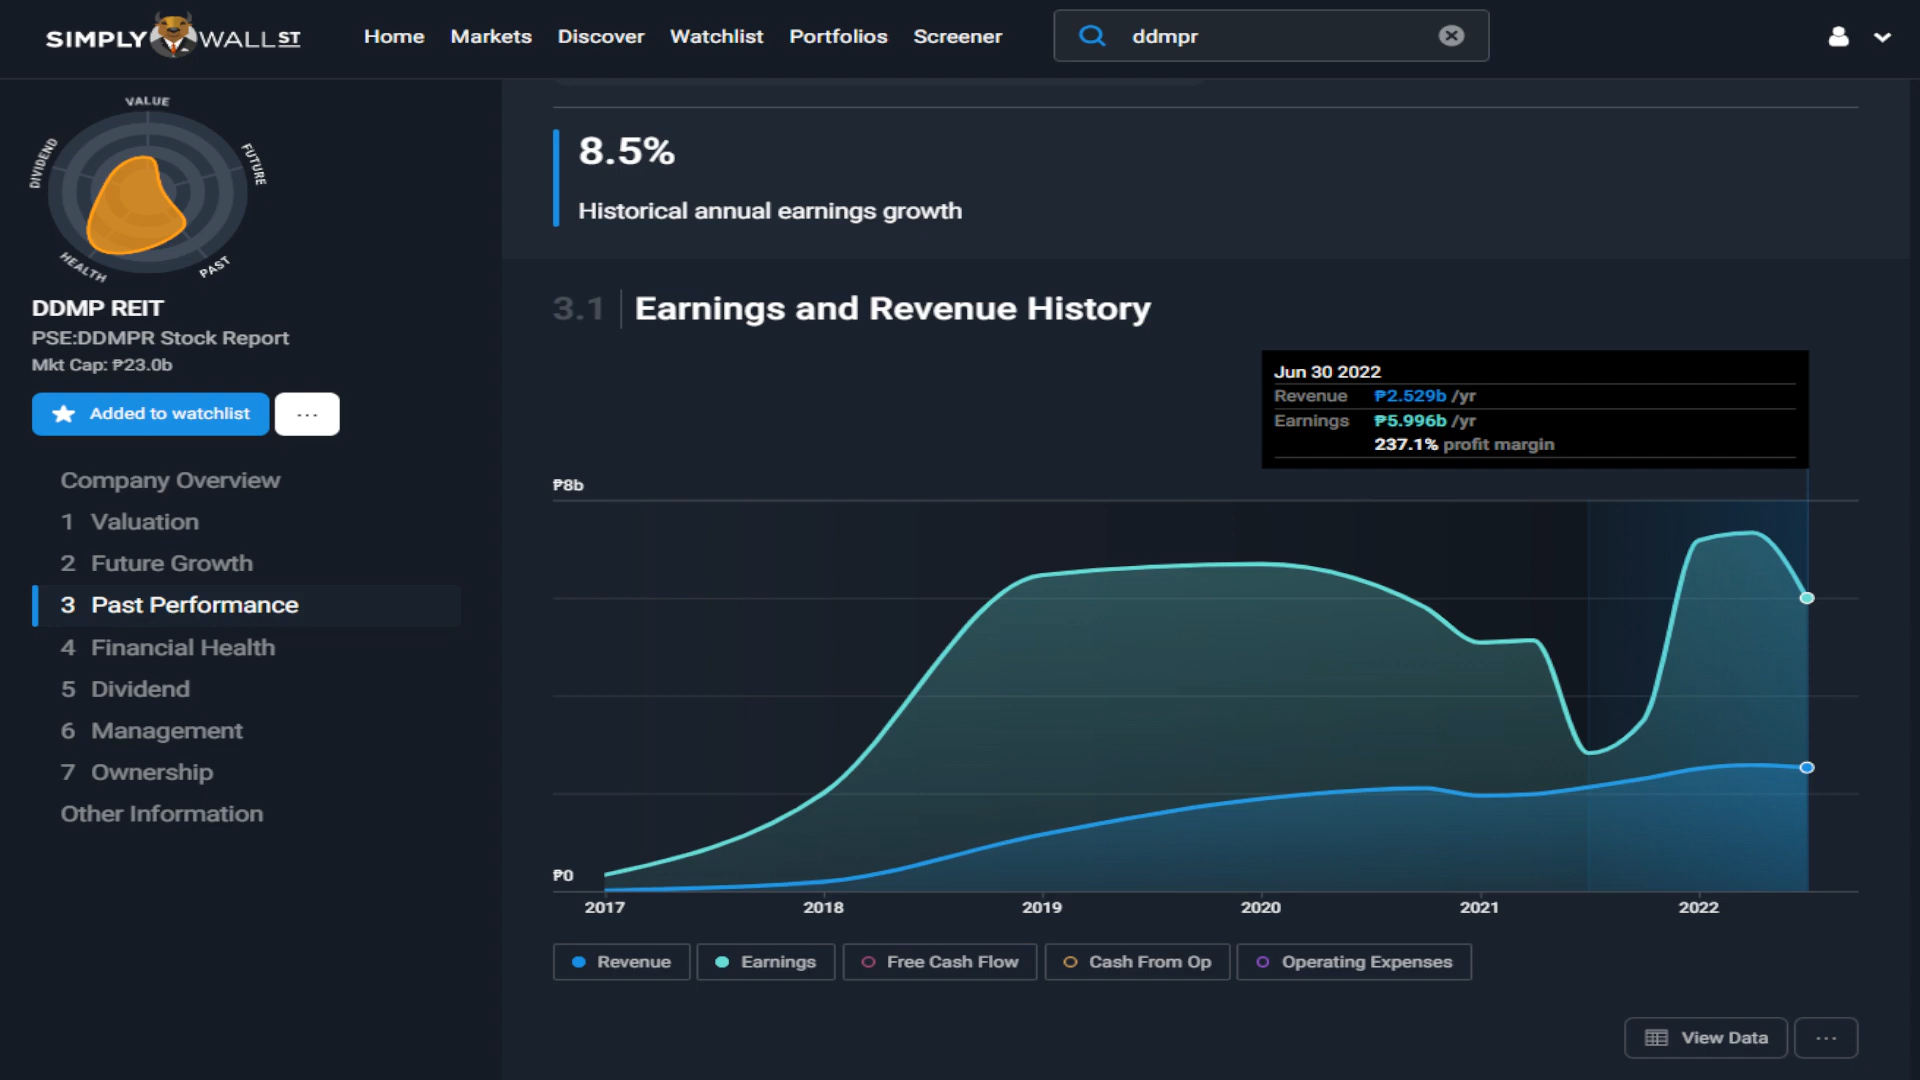 SIMPLY WALL ST
Home Markets Discover Watchlist Portfolios Screener
ddmpr
VALUE
FUTURE
PAST
HEALTH
DIVIDEND
DDMP REIT
PSE:DDMPR Stock Report
Mkt Cap: ₱23.0b
Added to watchlist
...
Company Overview
1 Valuation
2 Future Growth
3 Past Performance
4 Financial Health
5 Dividend
6 Management
7 Ownership
Other Information
8.5%
Historical annual earnings growth
3.1 Earnings and Revenue History
Jun 30 2022
Revenue ₱2.529b /yr
Earnings ₱5.996b /yr
237.1% profit margin
₱8b
₱0
2017 2018 2019 2020 2021 2022
Revenue Earnings Free Cash Flow Cash From Op Operating Expenses
View Data ...